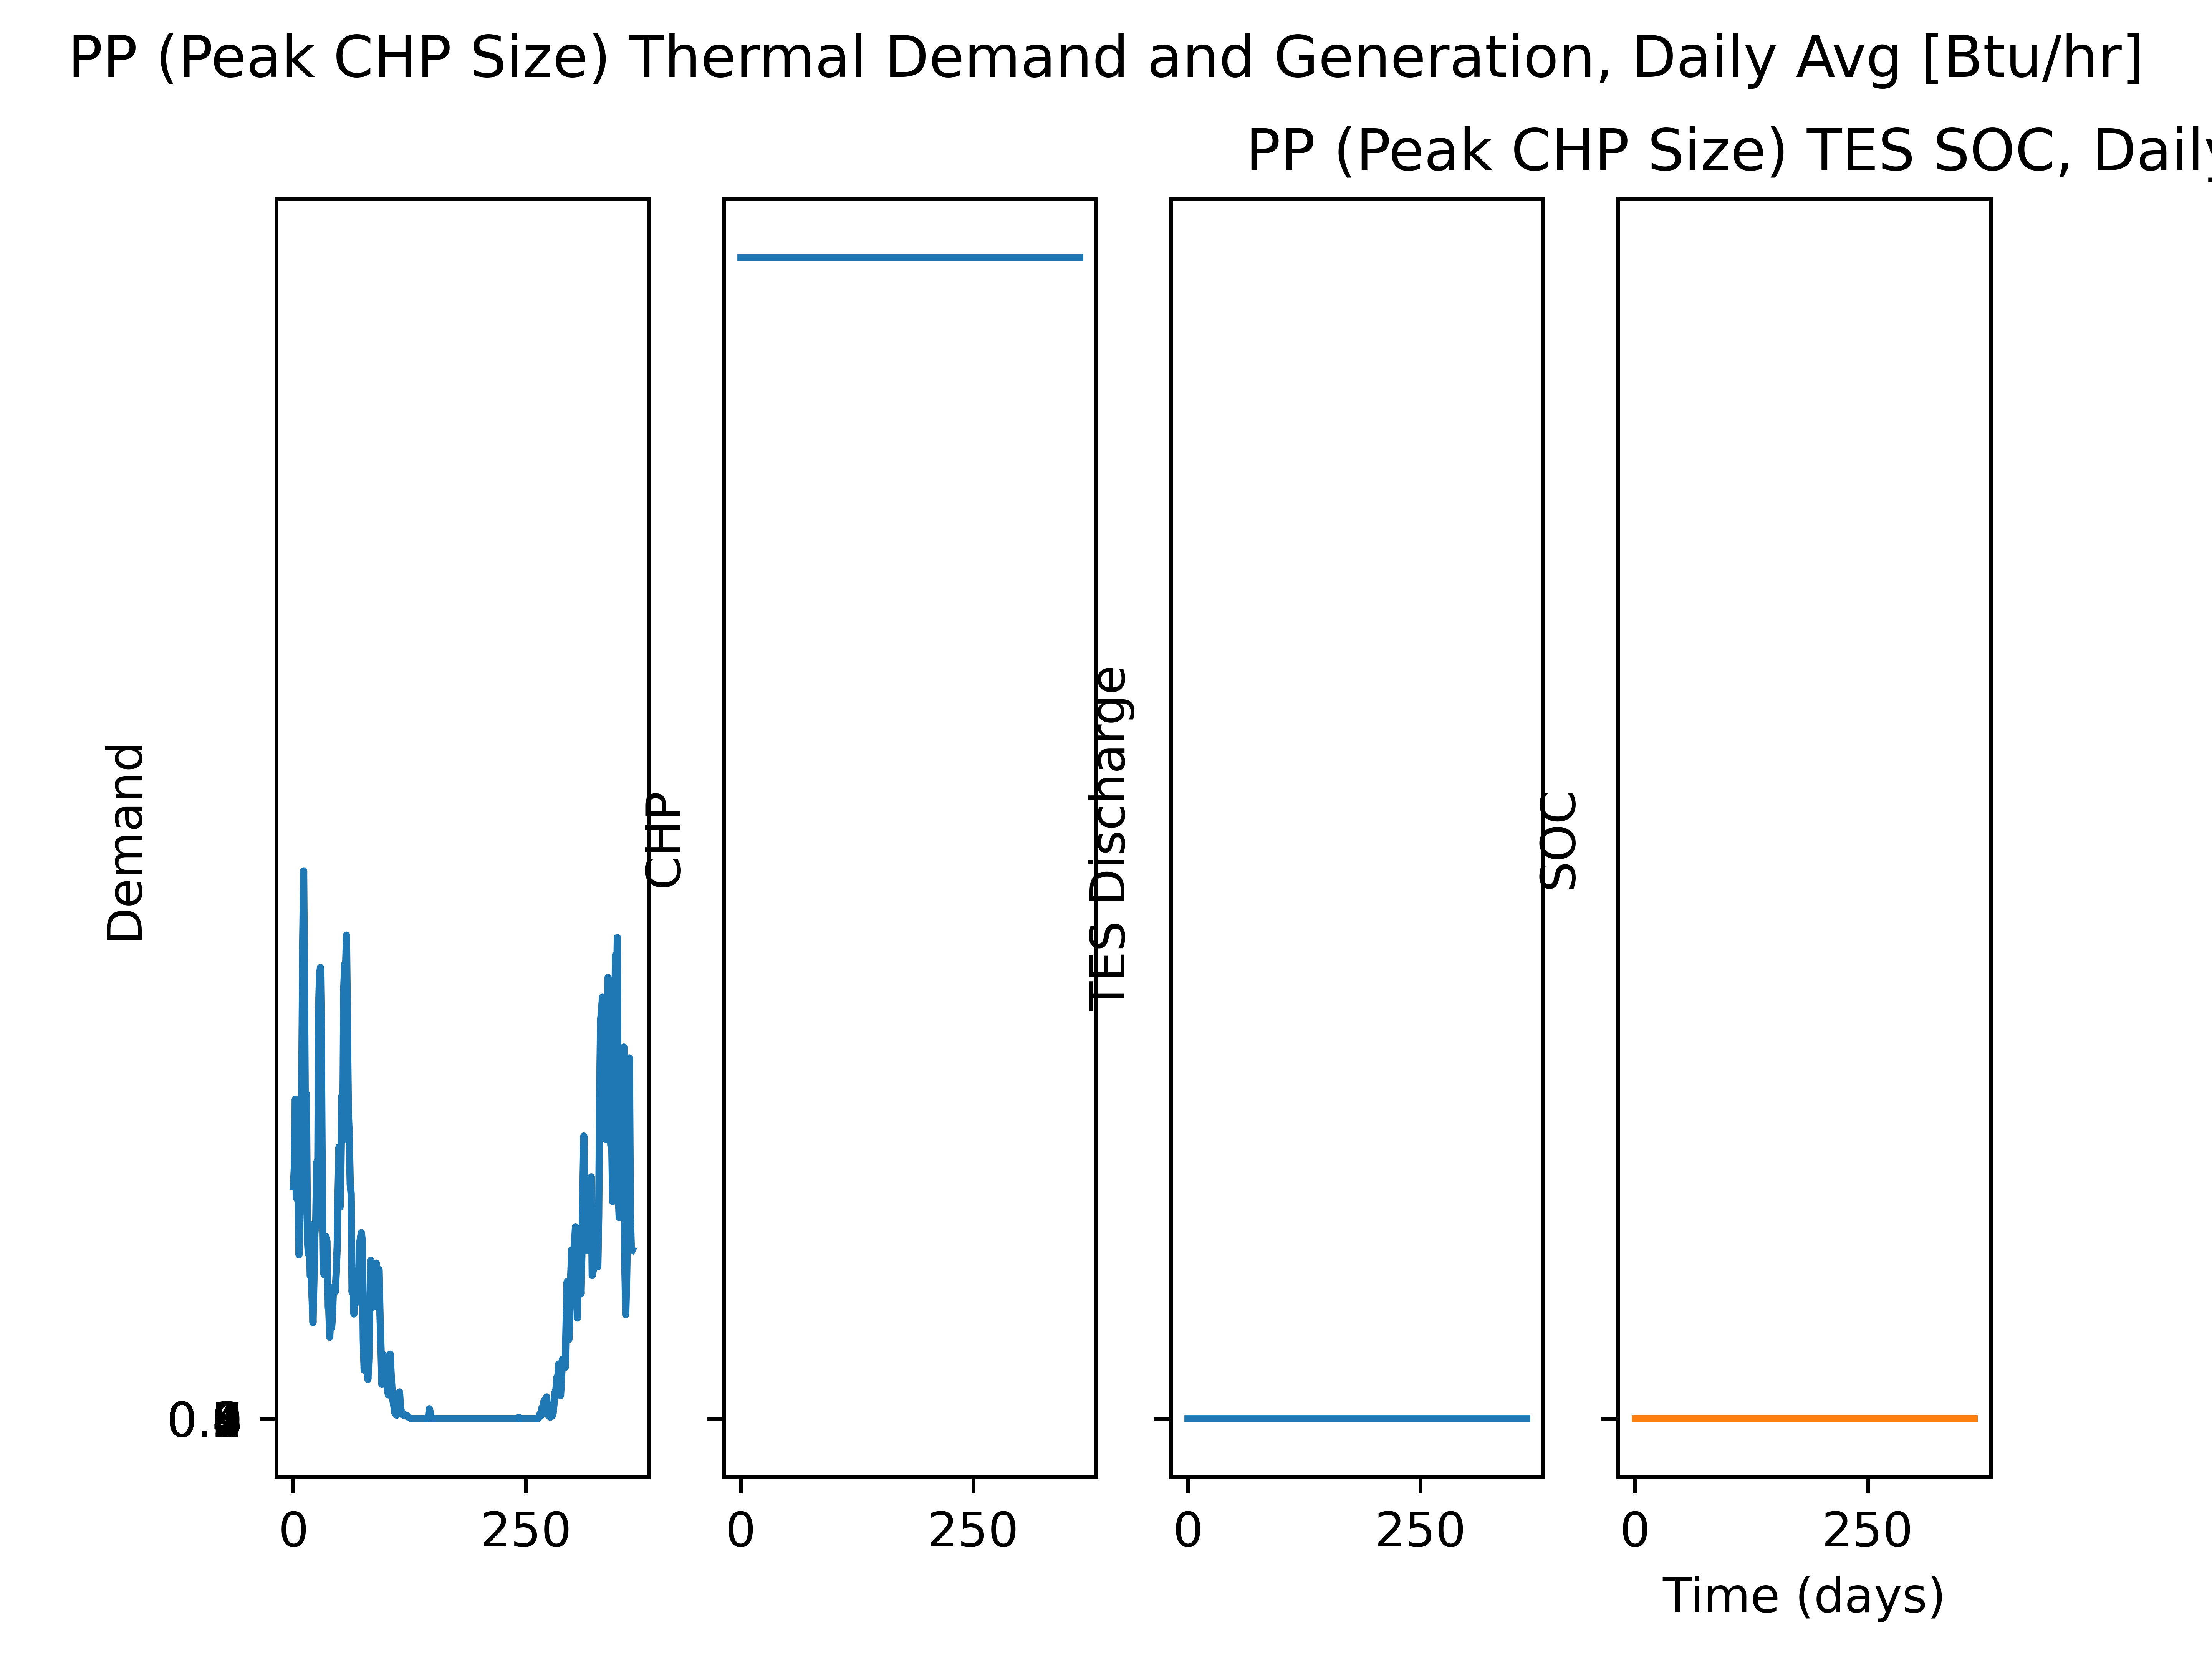 PP (Peak CHP Size) Thermal Demand and Generation, Daily Avg [Btu/hr]
PP (Peak CHP Size) TES SOC, Daily
Demand
CHP
TES Discharge
SOC
0 250
0 250
0 250
0 250
Time (days)